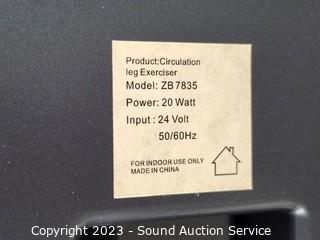 Product:Circulation
leg Exerciser
Model: ZB7835
Power: 20 Watt
Input : 24 Volt
50/60Hz
FOR INDOOR USE ONLY
MADE IN CHINA
Copyright 2023 - Sound Auction Service